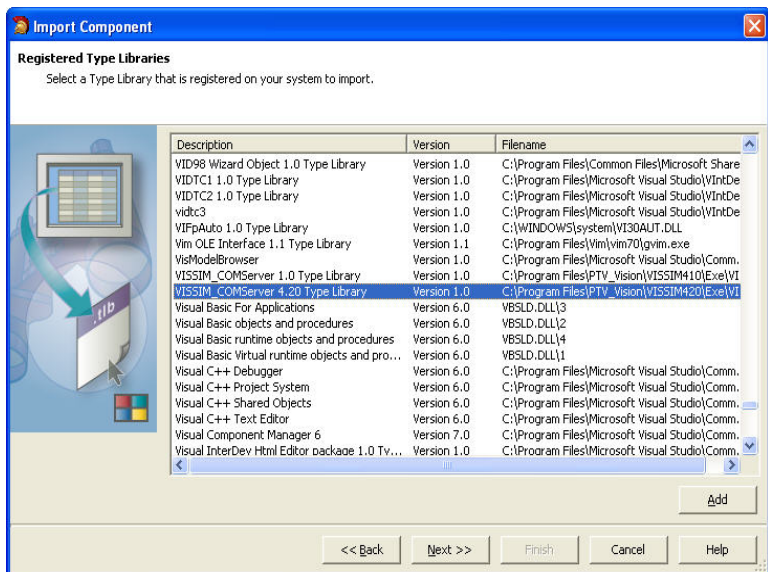 Import Component
Registered Type Libraries
Select a Type Library that is registered on your system to import.
Description Version Filename
VID98 Wizard Object 1.0 Type Library Version 1.0 C:\Program Files\Common Files\Microsoft Share
VIDTC1 1.0 Type Library Version 1.0 C:\Program Files\Microsoft Visual Studio\VIntDe
VIDTC2 1.0 Type Library Version 1.0 C:\Program Files\Microsoft Visual Studio\VIntDe
vidtc3 Version 1.0 C:\Program Files\Microsoft Visual Studio\VIntDe
VIFpAuto 1.0 Type Library Version 1.0 C:\WINDOWS\system\VI30AUT.DLL
Vim OLE Interface 1.1 Type Library Version 1.1 C:\Program Files\Vim\vim70\gvim.exe
VisModelBrowser Version 1.0 C:\Program Files\Microsoft Visual Studio\Comm.
VISSIM_COMServer 1.0 Type Library Version 1.0 C:\Program Files\PTV_Vision\VISSIM410\Exe\VI
VISSIM_COMServer 4.20 Type Library Version 1.0 C:\Program Files\PTV_Vision\VISSIM420\Exe\VI
Visual Basic For Applications Version 6.0 VBSLD.DLL\3
Visual Basic objects and procedures Version 6.0 VBSLD.DLL\2
Visual Basic runtime objects and procedures Version 6.0 VBSLD.DLL\4
Visual Basic Virtual runtime objects and pro... Version 6.0 VBSLD.DLL\1
Visual C++ Debugger Version 6.0 C:\Program Files\Microsoft Visual Studio\Comm.
Visual C++ Project System Version 6.0 C:\Program Files\Microsoft Visual Studio\Comm.
Visual C++ Shared Objects Version 6.0 C:\Program Files\Microsoft Visual Studio\Comm.
Visual C++ Text Editor Version 6.0 C:\Program Files\Microsoft Visual Studio\Comm.
Visual Component Manager 6 Version 7.0 C:\Program Files\Microsoft Visual Studio\Comm.
Visual InterDev Html Editor package 1.0 Ty... Version 1.0 C:\Program Files\Microsoft Visual Studio\Comm.
.tlb
Add
<< Back Next >> Finish Cancel Help